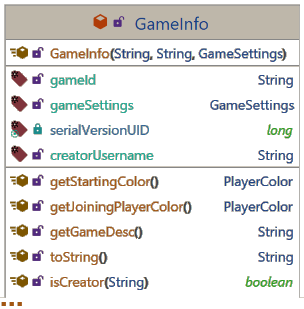 GameInfo
GameInfo(String, String, GameSettings)
gameId String
gameSettings GameSettings
serialVersionUID long
creatorUsername String
getStartingColor() PlayerColor
getJoiningPlayerColor() PlayerColor
getGameDesc() String
toString() String
isCreator(String) boolean